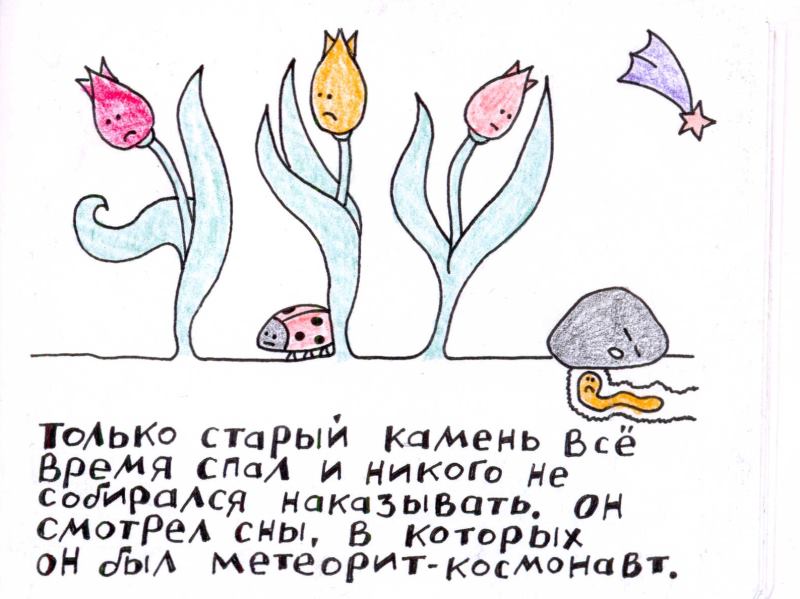 Только старый камень всё
время спал и никого не
собирался наказывать. Он
смотрел сны, в которых
он был метеорит-космонавт.